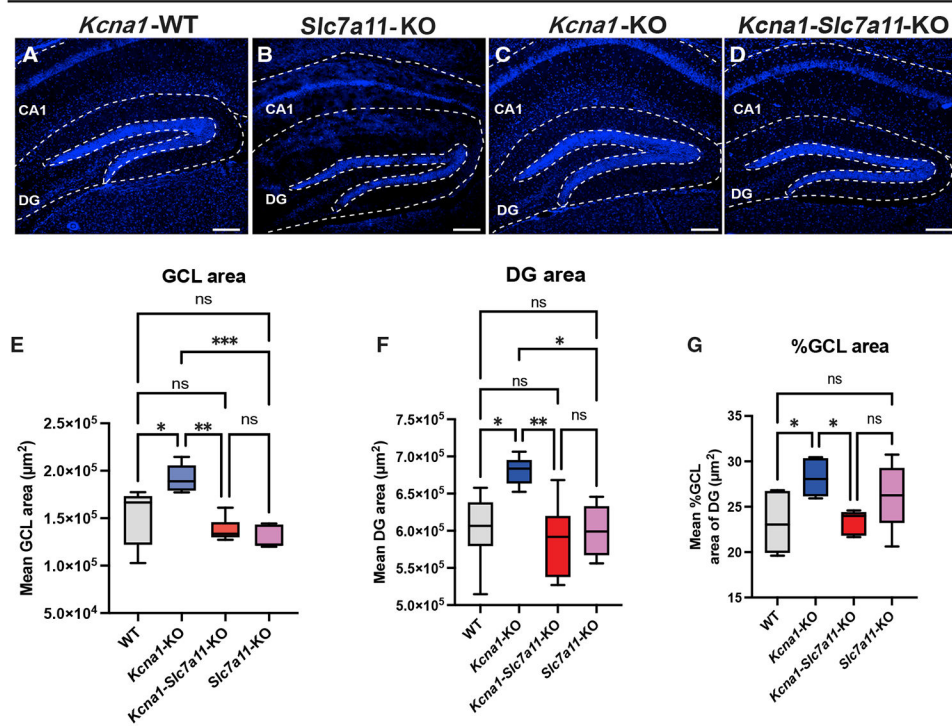 Kcna1-WT
Slc7a11-KO
Kcna1-KO
Kcna1-Slc7a11-KO
A
B
C
D
CA1
CA1
CA1
CA1
DG
DG
DG
DG
E
GCL area
ns
***
ns
ns
*
**
2.5×10⁵
2.0×10⁵
1.5×10⁵
1.0×10⁵
5.0×10⁴
Mean GCL area (µm²)
WT
Kcna1-KO
Kcna1-Slc7a11-KO
Slc7a11-KO
F
DG area
ns
*
ns
*
**
ns
7.5×10⁵
7.0×10⁵
6.5×10⁵
6.0×10⁵
5.5×10⁵
5.0×10⁵
Mean DG area (µm²)
WT
Kcna1-KO
Kcna1-Slc7a11-KO
Slc7a11-KO
G
%GCL area
ns
*
*
ns
35
30
25
20
15
Mean %GCL
area of DG (µm²)
WT
Kcna1-KO
Kcna1-Slc7a11-KO
Slc7a11-KO